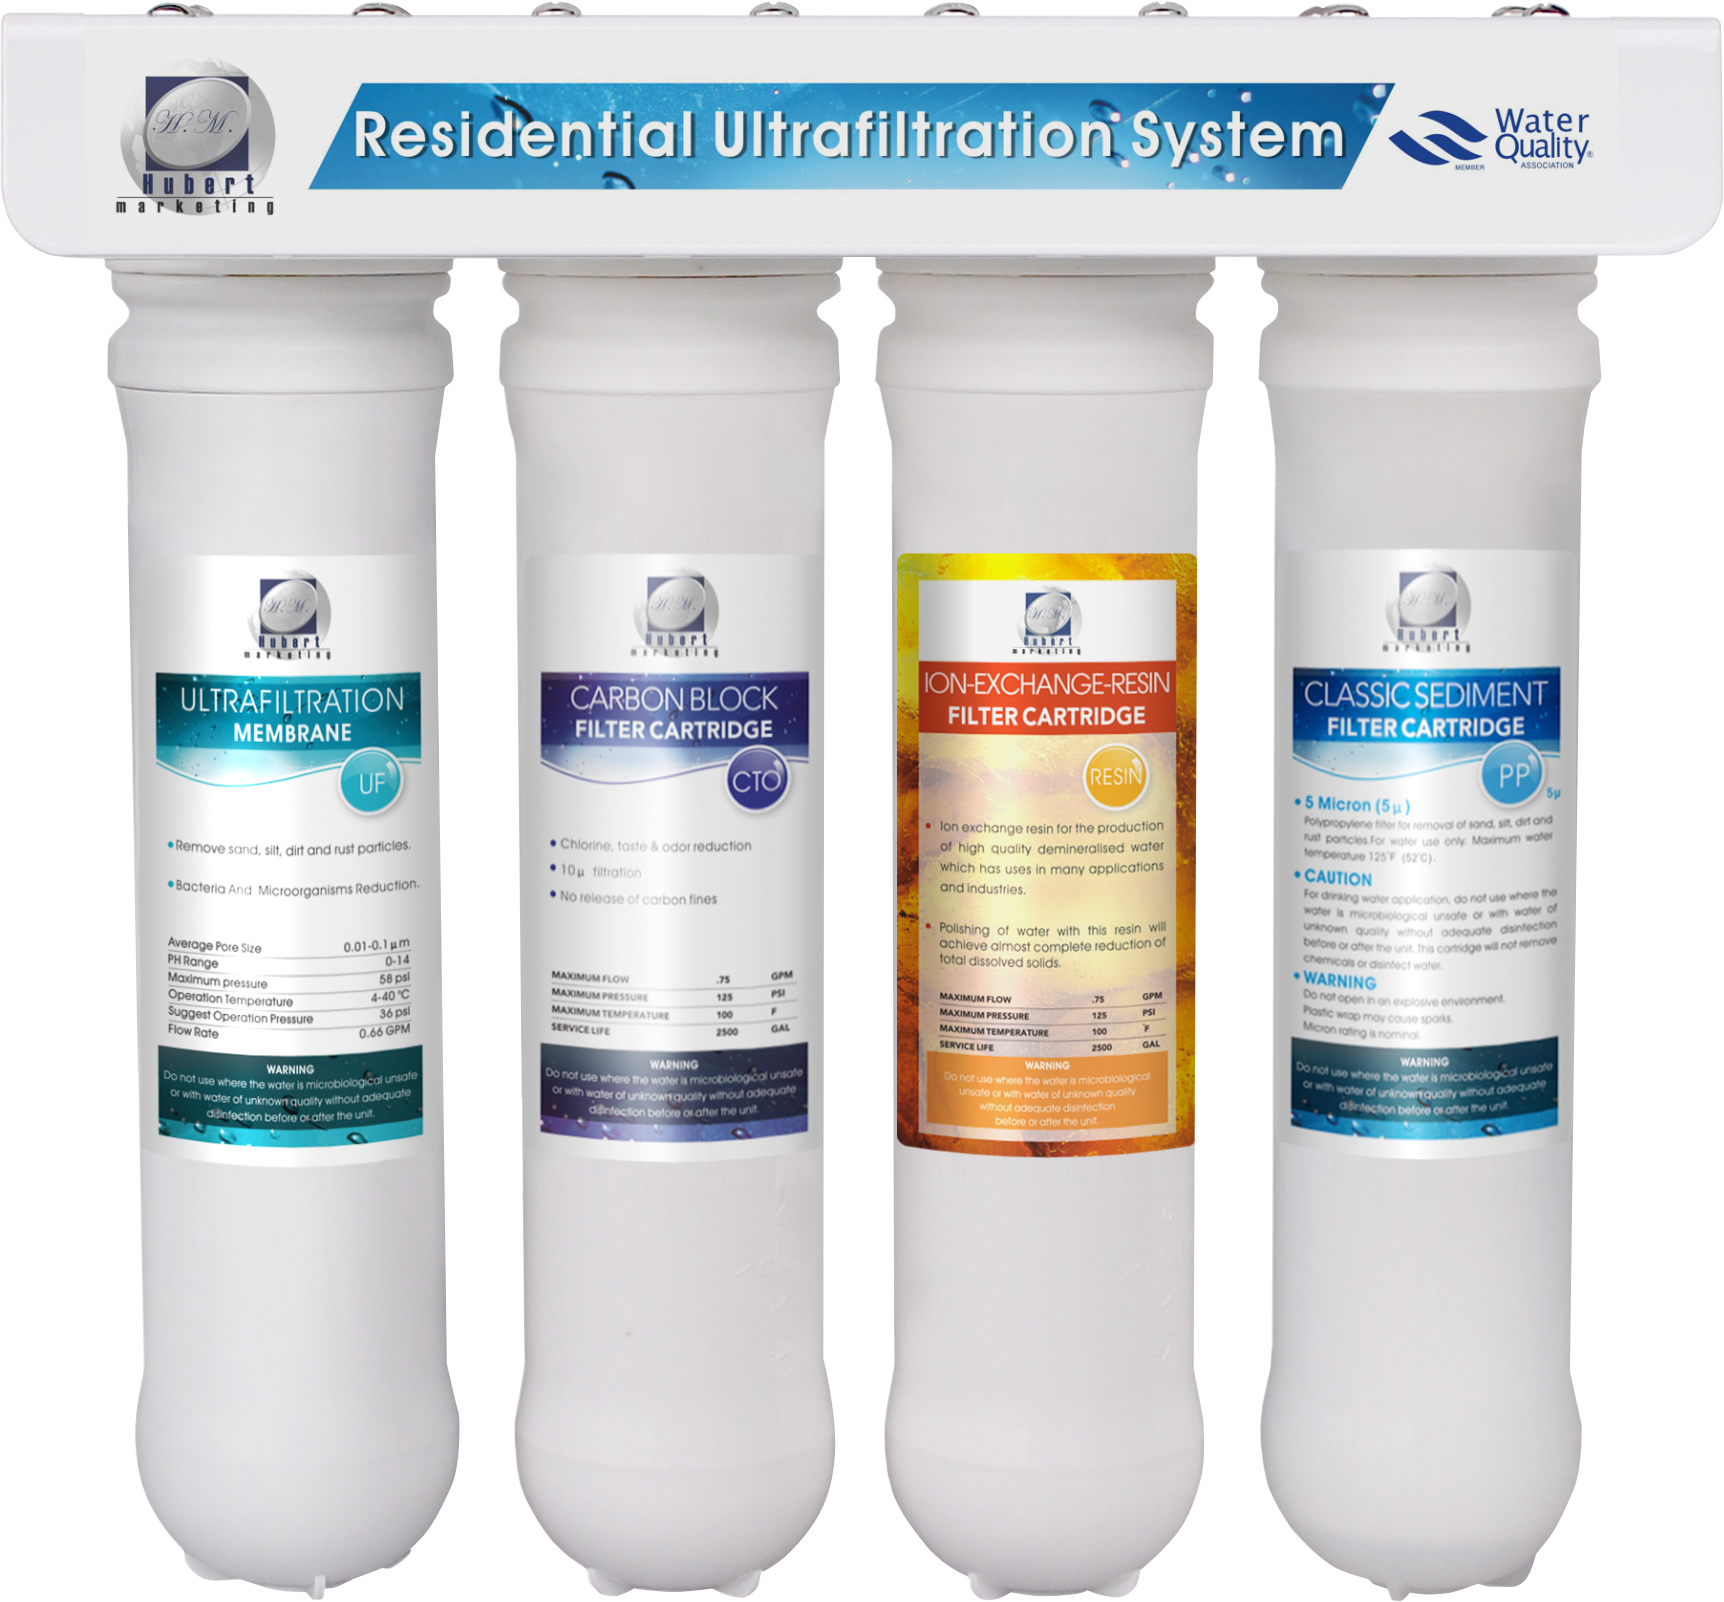 H.M.
Hubert
marketing
Residential Ultrafiltration System
Water
Quality®
MEMBER
ASSOCIATION
H.M.
Hubert
marketing
ULTRAFILTRATION
MEMBRANE
UF
• Remove sand, silt, dirt and rust particles.
• Bacteria And Microorganisms Reduction.
Average Pore Size 0.01-0.1 μm
PH Range 0-14
Maximum pressure 58 psi
Operation Temperature 4-40 °C
Suggest Operation Pressure 36 psi
Flow Rate 0.66 GPM
WARNING
Do not use where the water is microbiological unsafe
or with water of unknown quality without adequate
disinfection before or after the unit.
H.M.
Hubert
marketing
CARBON BLOCK
FILTER CARTRIDGE
CTO
• Chlorine, taste & odor reduction
• 10μ filtration
• No release of carbon fines
MAXIMUM FLOW .75 GPM
MAXIMUM PRESSURE 125 PSI
MAXIMUM TEMPERATURE 100 F
SERVICE LIFE 2500 GAL
WARNING
Do not use where the water is microbiological unsafe
or with water of unknown quality without adequate
disinfection before or after the unit.
H.M.
Hubert
marketing
ION-EXCHANGE-RESIN
FILTER CARTRIDGE
RESIN
• Ion exchange resin for the production
of high quality demineralised water
which has uses in many applications
and industries.
• Polishing of water with this resin will
achieve almost complete reduction of
total dissolved solids.
MAXIMUM FLOW .75 GPM
MAXIMUM PRESSURE 125 PSI
MAXIMUM TEMPERATURE 100 °F
SERVICE LIFE 2500 GAL
WARNING
Do not use where the water is microbiological
unsafe or with water of unknown quality
without adequate disinfection
before or after the unit.
H.M.
Hubert
marketing
CLASSIC SEDIMENT
FILTER CARTRIDGE
PP
5μ
• 5 Micron (5μ)
Polypropylene filter for removal of sand, silt, dirt and
rust particles.For water use only. Maximum water
temperature 125°F (52°C).
• CAUTION
For drinking water application, do not use where the
water is microbiological unsafe or with water of
unknown quality without adequate disinfection
before or after the unit. This cartridge will not remove
chemicals or disinfect water.
• WARNING
Do not open in an explosive environment.
Plastic wrap may cause sparks.
Micron rating is nominal.
WARNING
Do not use where the water is microbiological unsafe
or with water of unknown quality without adequate
disinfection before or after the unit.